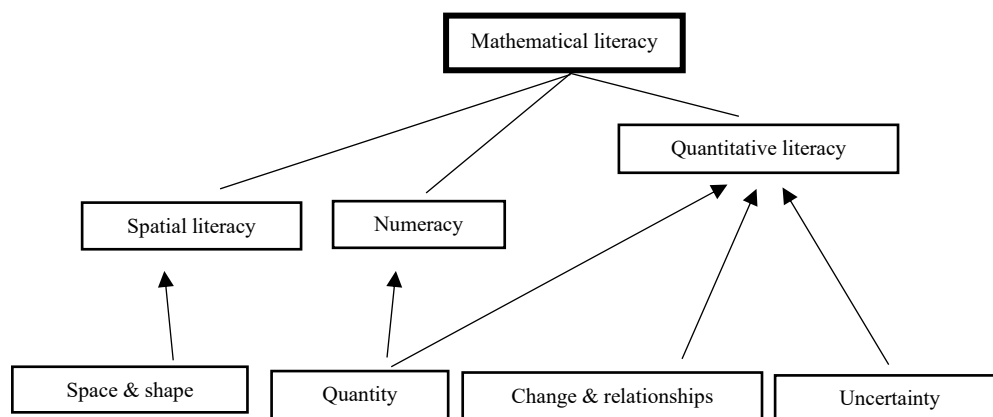 Mathematical literacy
Quantitative literacy
Spatial literacy
Numeracy
Space & shape
Quantity
Change & relationships
Uncertainty